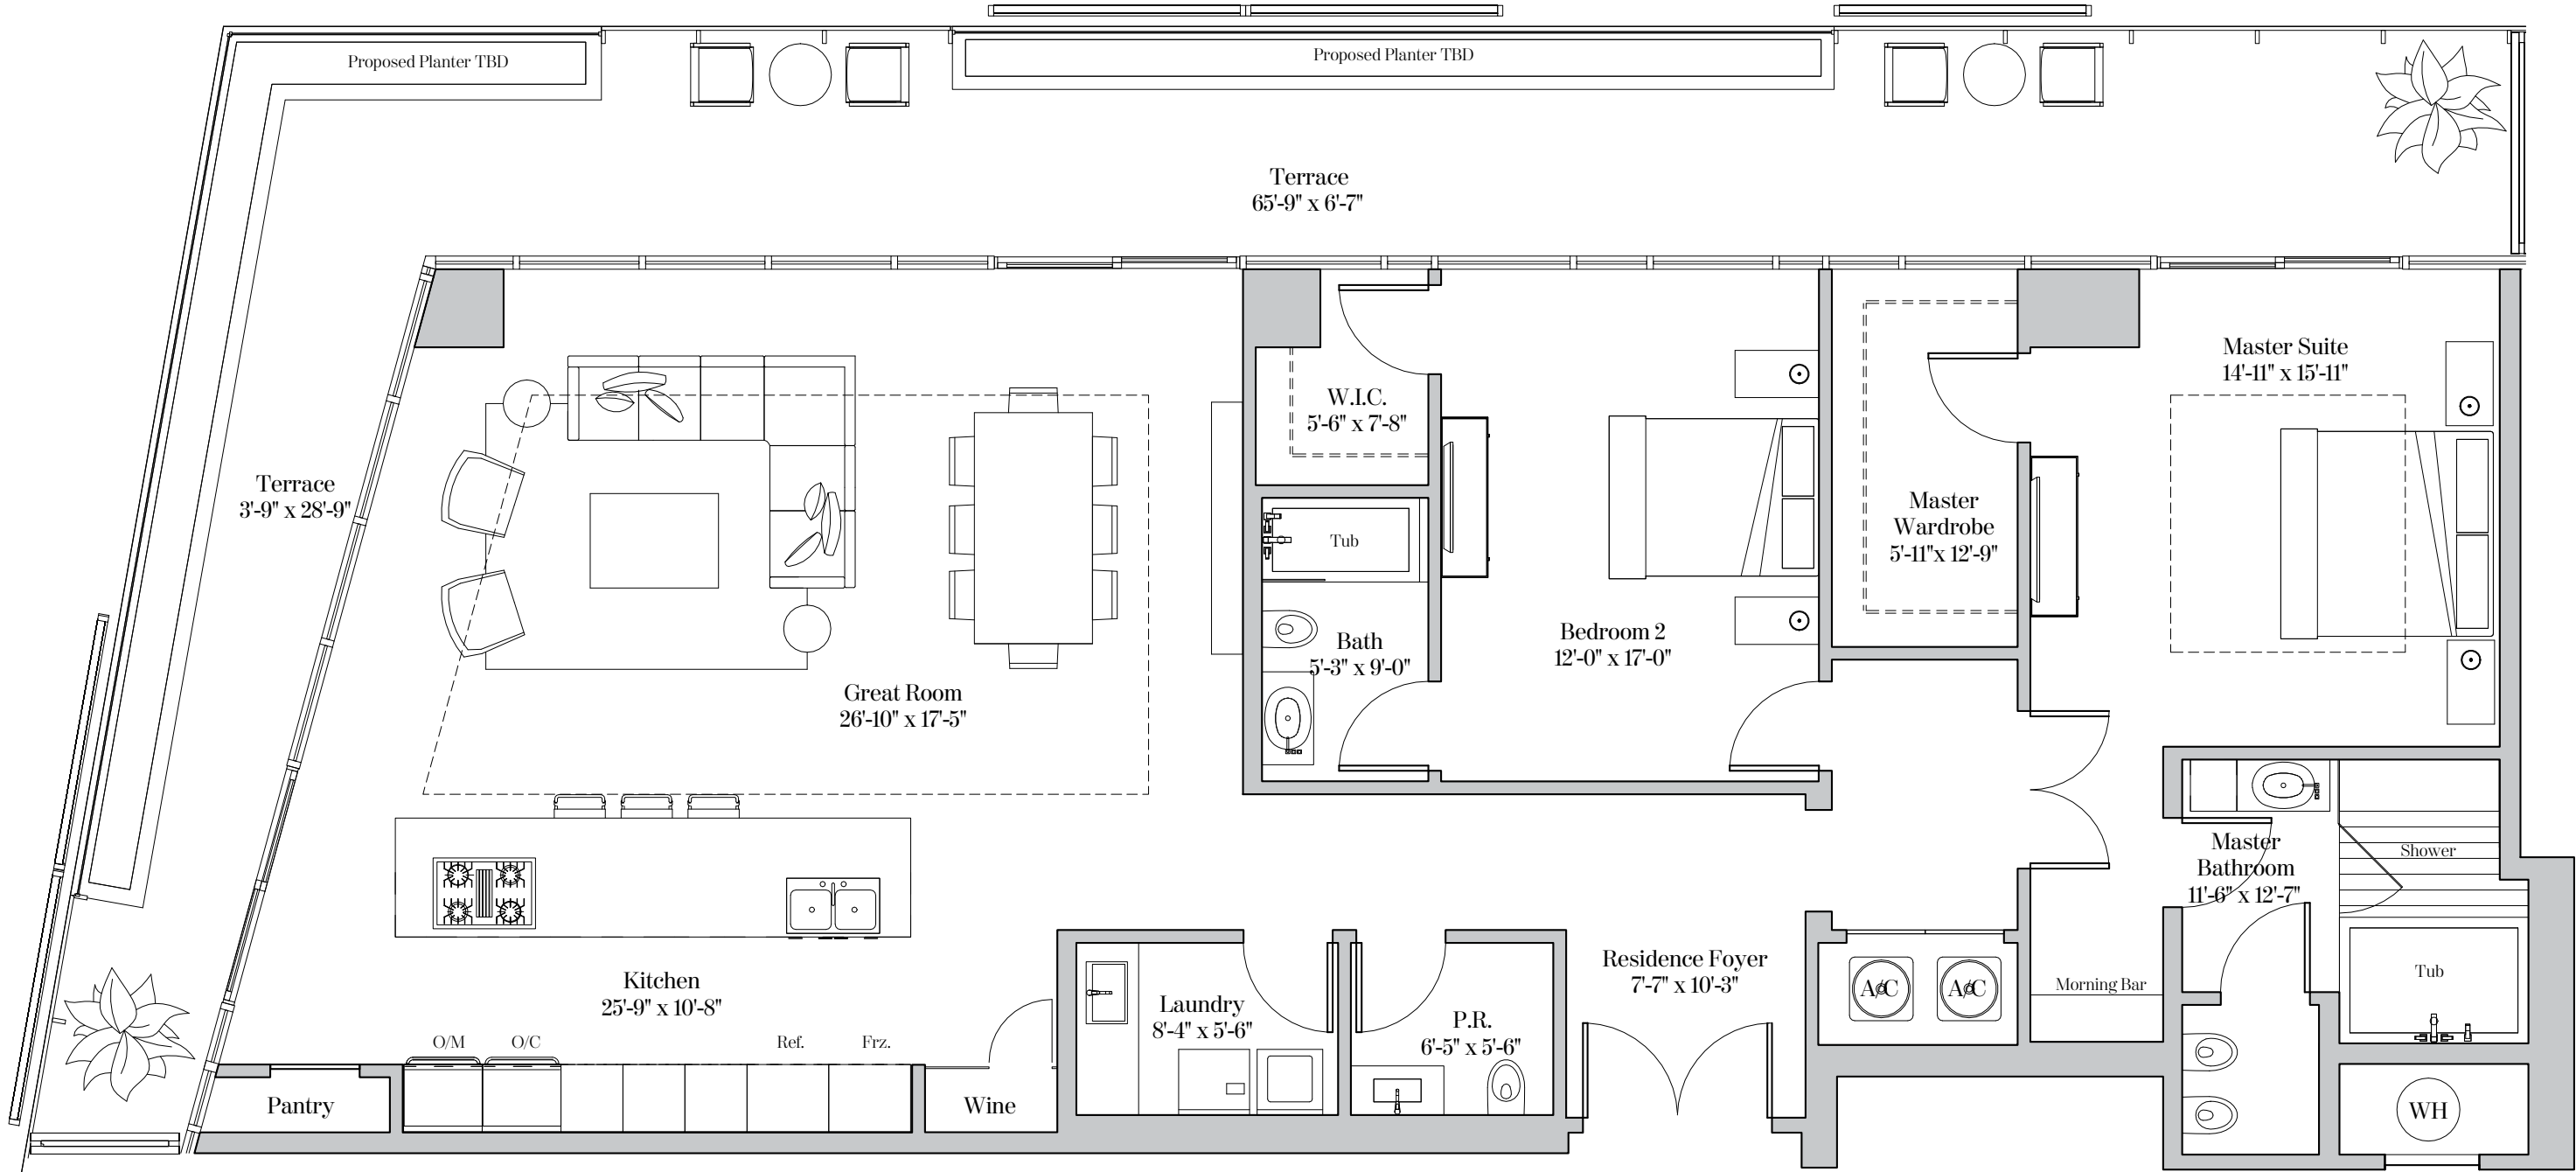 Proposed Planter TBD
Proposed Planter TBD
Terrace
65'-9" x 6'-7"
Terrace
3'-9" x 28'-9"
W.I.C.
5'-6" x 7'-8"
Tub
Bath
5'-3" x 9'-0"
Bedroom 2
12'-0" x 17'-0"
Master
Wardrobe
5'-11"x 12'-9"
Master Suite
14'-11" x 15'-11"
Great Room
26'-10" x 17'-5"
Kitchen
25'-9" x 10'-8"
O/M
O/C
Ref.
Frz.
Pantry
Wine
Laundry
8'-4" x 5'-6"
P.R.
6'-5" x 5'-6"
Residence Foyer
7'-7" x 10'-3"
A/C
A/C
Morning Bar
Master
Bathroom
11'-6" x 12'-7"
Shower
Tub
WH